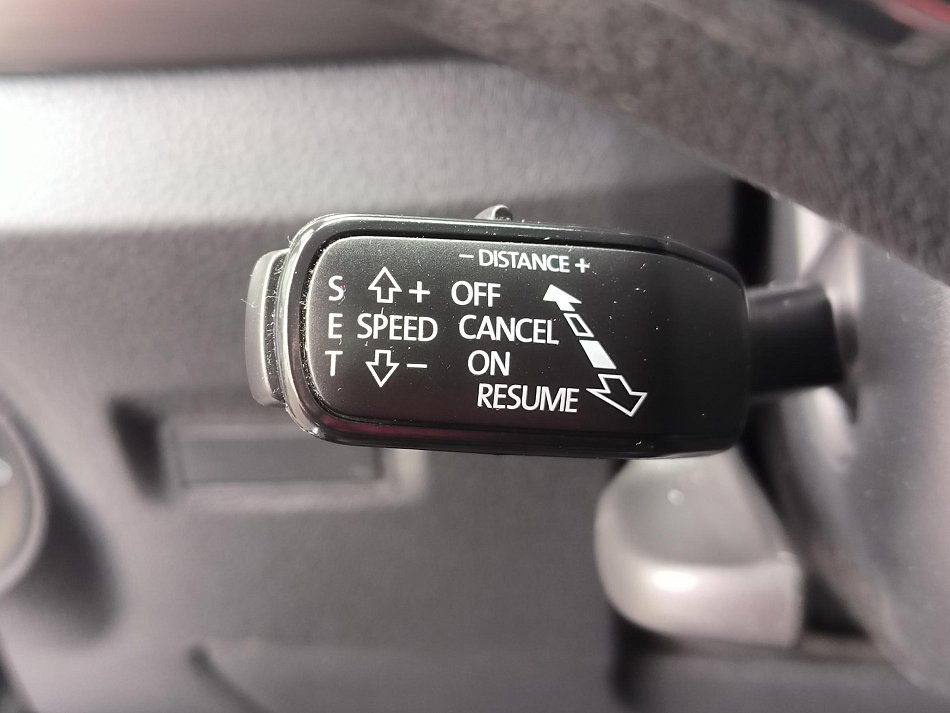 – DISTANCE +
S + OFF
E SPEED CANCEL
T – ON
RESUME